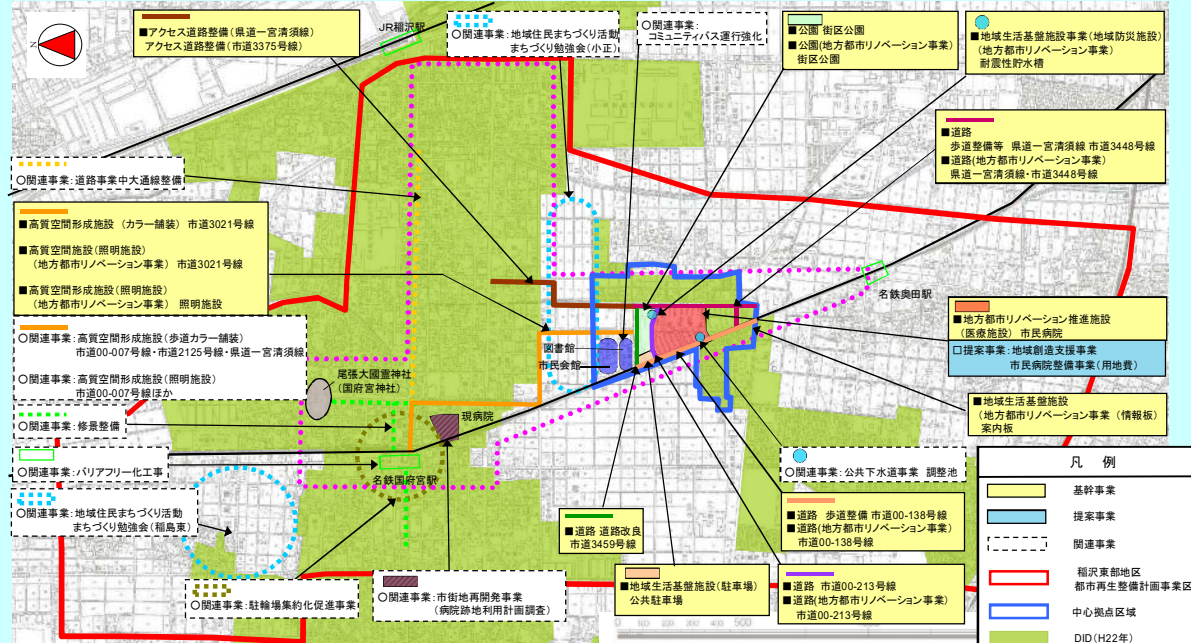 ■アクセス道路整備(県道一宮清須線)
アクセス道路整備(市道3375号線)
JR稲沢駅
○関連事業:地域住民まちづくり活動
まちづくり勉強会(小正)
○関連事業:
コミュニティバス運行強化
■公園 街区公園
■公園(地方都市リノベーション事業)
街区公園
■地域生活基盤施設事業(地域防災施設)
(地方都市リノベーション事業)
耐震性貯水槽
N
■道路
歩道整備等 県道一宮清須線 市道3448号線
■道路(地方都市リノベーション事業)
県道一宮清須線・市道3448号線
○関連事業:道路事業中大通線整備
■高質空間形成施設 (カラー舗装) 市道3021号線
■高質空間施設(照明施設)
(地方都市リノベーション事業) 市道3021号線
■高質空間形成施設(照明施設)
(地方都市リノベーション事業) 照明施設
名鉄奥田駅
■地方都市リノベーション推進施設
(医療施設) 市民病院
□提案事業:地域創造支援事業
市民病院整備事業(用地費)
○関連事業:高質空間形成施設(歩道カラー舗装)
市道00-007号線・市道2125号線・県道一宮清須線
○関連事業:高質空間形成施設(照明施設)
市道00-007号線ほか
図書館
市民会館
尾張大國霊神社
(国府宮神社)
現病院
■地域生活基盤施設
(地方都市リノベーション事業 (情報板)
案内板
○関連事業:修景整備
○関連事業:バリアフリー化工事
名鉄国府宮駅
○関連事業:公共下水道事業 調整池
○関連事業:地域住民まちづくり活動
まちづくり勉強会(稲島東)
■道路 道路改良
市道3459号線
■道路 歩道整備 市道00-138号線
■道路(地方都市リノベーション事業)
市道00-138号線
○関連事業:駐輪場集約化促進事業
○関連事業:市街地再開発事業
(病院跡地利用計画調査)
■地域生活基盤施設(駐車場)
公共駐車場
■道路 市道00-213号線
■道路(地方都市リノベーション事業)
市道00-213号線
凡 例
基幹事業
提案事業
関連事業
稲沢東部地区
都市再生整備計画事業区
中心拠点区域
DID(H22年)
500